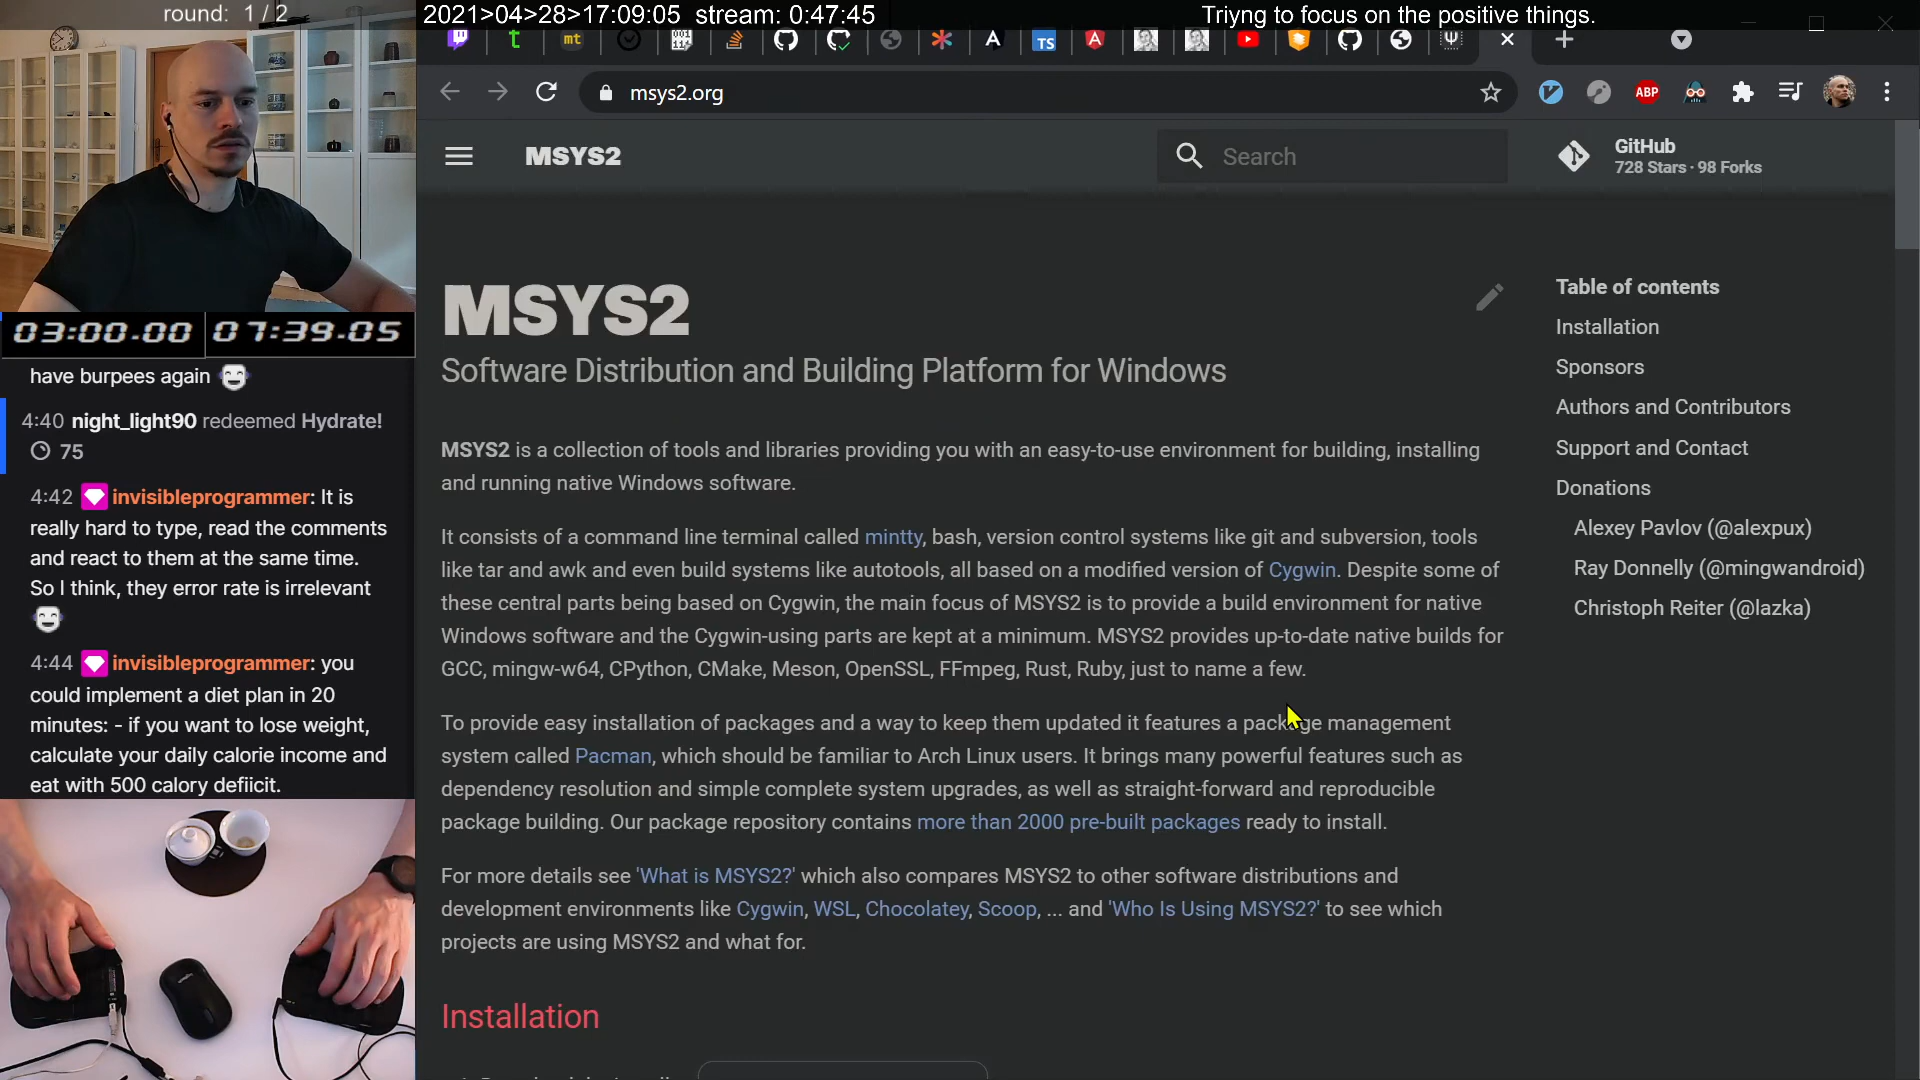 round: 1 / 2
2021>04>28>17:09:05 stream: 0:47:45
Triyng to focus on the positive things.
msys2.org
ABP
MSYS2
Search
GitHub
728 Stars · 98 Forks
03:00.00
07:39.05
have burpees again
4:40 night_light90 redeemed Hydrate!
75
4:42 invisibleprogrammer: It is
really hard to type, read the comments
and react to them at the same time.
So I think, they error rate is irrelevant
4:44 invisibleprogrammer: you
could implement a diet plan in 20
minutes: - if you want to lose weight,
calculate your daily calorie income and
eat with 500 calory defiicit.
MSYS2
Software Distribution and Building Platform for Windows
MSYS2 is a collection of tools and libraries providing you with an easy-to-use environment for building, installing
and running native Windows software.
It consists of a command line terminal called mintty, bash, version control systems like git and subversion, tools
like tar and awk and even build systems like autotools, all based on a modified version of Cygwin. Despite some of
these central parts being based on Cygwin, the main focus of MSYS2 is to provide a build environment for native
Windows software and the Cygwin-using parts are kept at a minimum. MSYS2 provides up-to-date native builds for
GCC, mingw-w64, CPython, CMake, Meson, OpenSSL, FFmpeg, Rust, Ruby, just to name a few.
To provide easy installation of packages and a way to keep them updated it features a package management
system called Pacman, which should be familiar to Arch Linux users. It brings many powerful features such as
dependency resolution and simple complete system upgrades, as well as straight-forward and reproducible
package building. Our package repository contains more than 2000 pre-built packages ready to install.
For more details see 'What is MSYS2?' which also compares MSYS2 to other software distributions and
development environments like Cygwin, WSL, Chocolatey, Scoop, ... and 'Who Is Using MSYS2?' to see which
projects are using MSYS2 and what for.
Installation
Table of contents
Installation
Sponsors
Authors and Contributors
Support and Contact
Donations
Alexey Pavlov (@alexpux)
Ray Donnelly (@mingwandroid)
Christoph Reiter (@lazka)